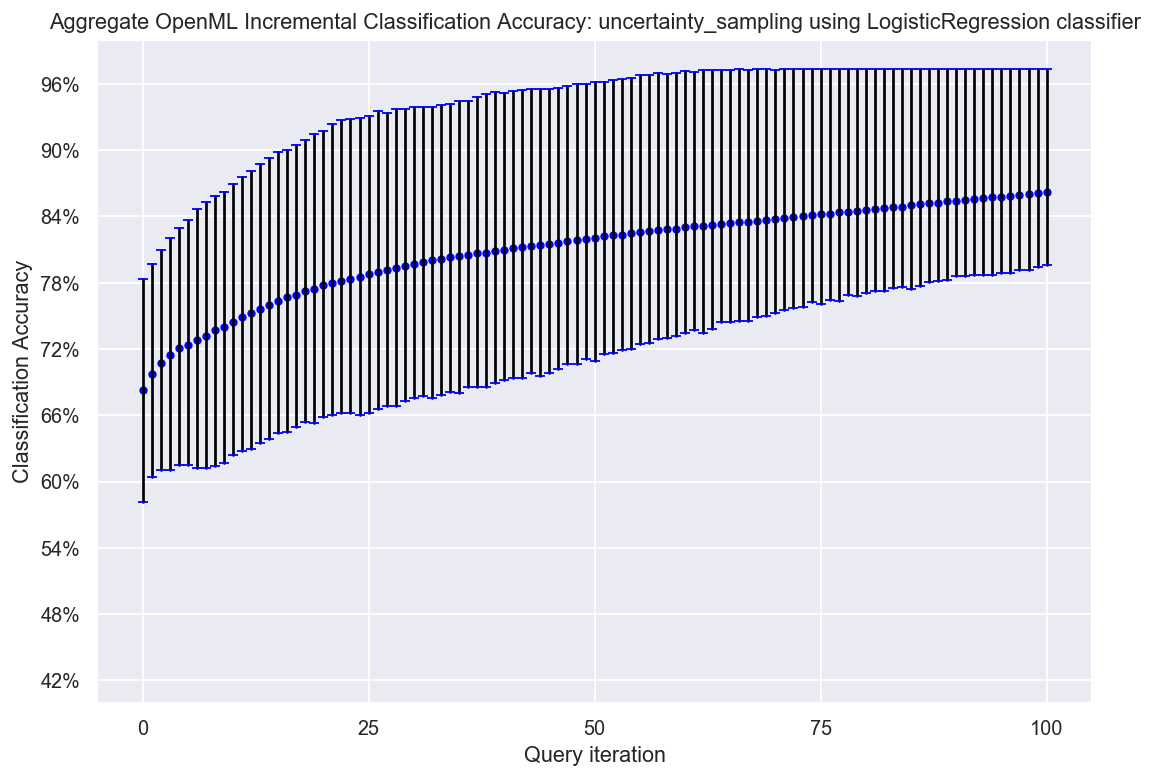 Aggregate OpenML Incremental Classification Accuracy: uncertainty_sampling using LogisticRegression classifier
96%
90%
84%
78%
72%
66%
60%
54%
48%
42%
Classification Accuracy
0 25 50 75 100
Query iteration